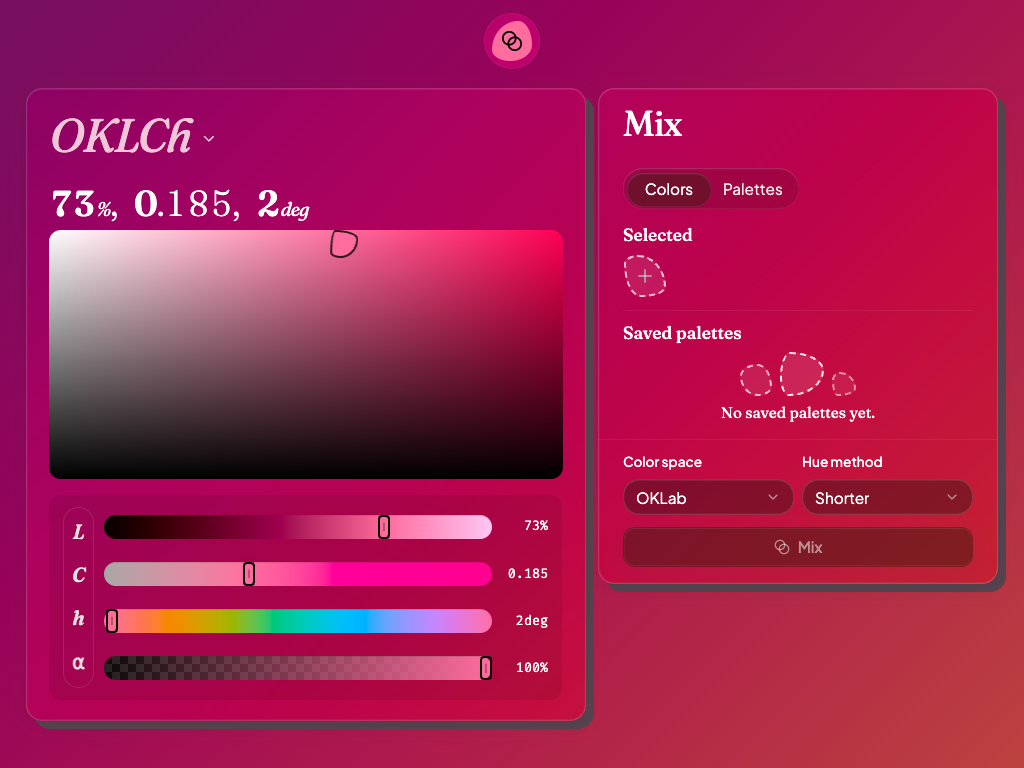 OKLCh
73%, 0.185, 2deg
L 73%
C 0.185
h 2deg
α 100%
Mix
Colors Palettes
Selected
Saved palettes
No saved palettes yet.
Color space Hue method
OKLab Shorter
Mix